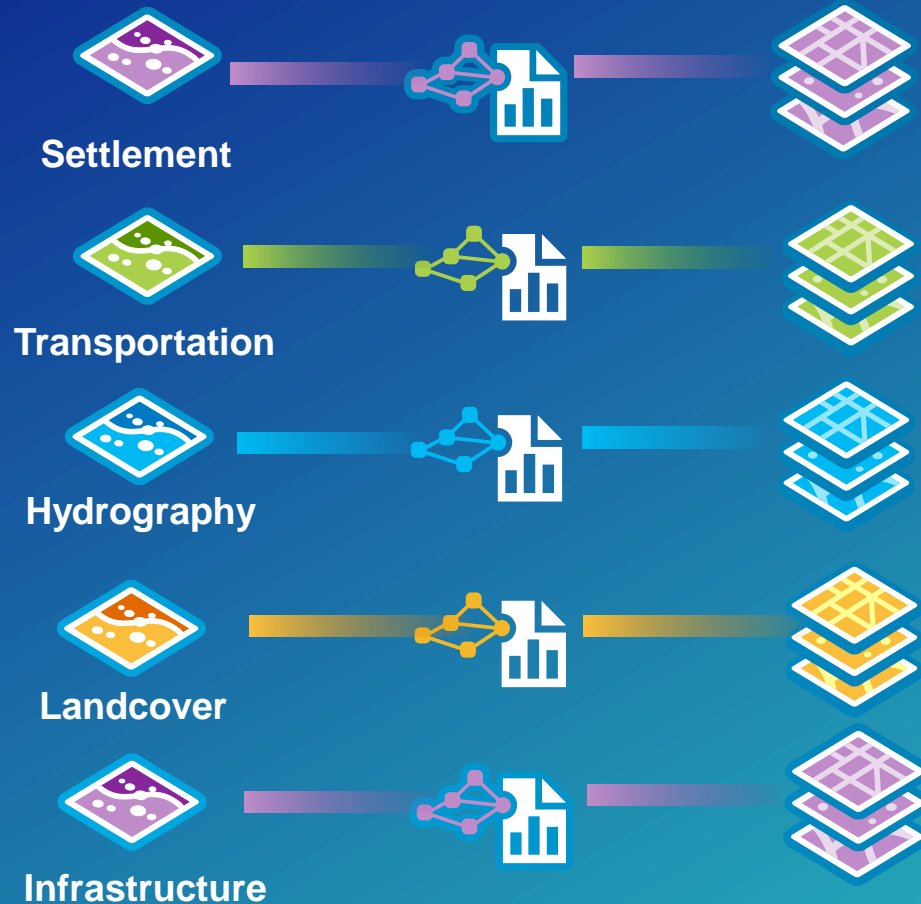 Settlement
Transportation
Hydrography
Landcover
Infrastructure